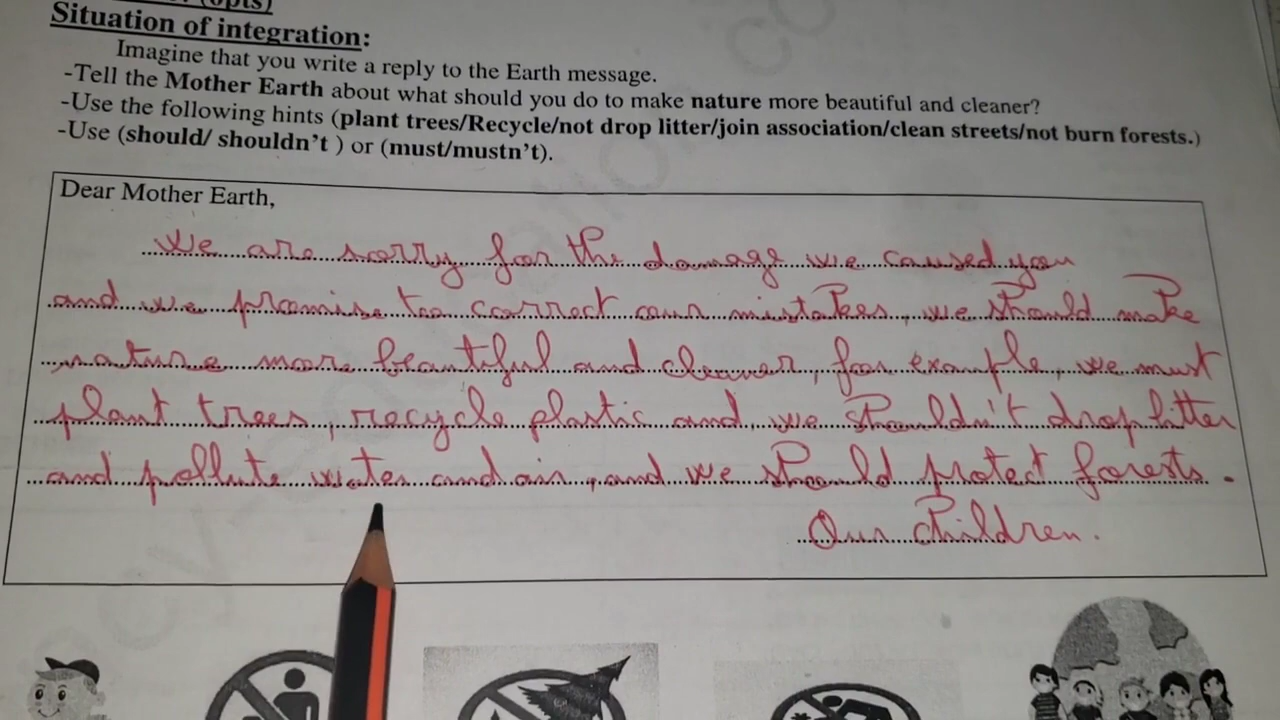 Situation of integration:
Imagine that you write a reply to the Earth message.
-Tell the Mother Earth about what should you do to make nature more beautiful and cleaner?
-Use the following hints (plant trees/Recycle/not drop litter/join association/clean streets/not burn forests.)
-Use (should/ shouldn't ) or (must/mustn't).
Dear Mother Earth,
We are sorry for the damage we caused you
and we promise too correct our mistakes, we should make
nature more beautiful and cleaner, for example, we must
plant trees, recycle plastic and we shouldn't drop litter
and pollute water and air, and we should protect forests.
Our children.